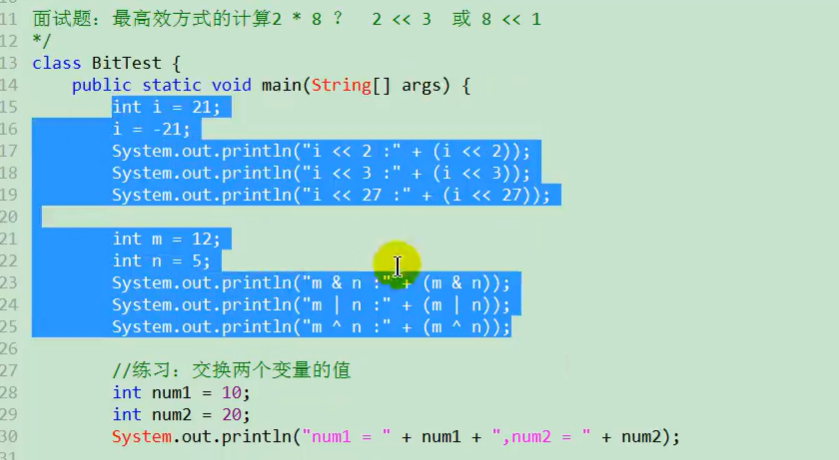 11 面试题：最高效方式的计算2 * 8 ？  2 << 3  或 8 << 1
12 */
13 class BitTest {
14     public static void main(String[] args) {
15         int i = 21;
16         i = -21;
17         System.out.println("i << 2 :" + (i << 2));
18         System.out.println("i << 3 :" + (i << 3));
19         System.out.println("i << 27 :" + (i << 27));
20
21         int m = 12;
22         int n = 5;
23         System.out.println("m & n :" + (m & n));
24         System.out.println("m | n :" + (m | n));
25         System.out.println("m ^ n :" + (m ^ n));
26
27         //练习：交换两个变量的值
28         int num1 = 10;
29         int num2 = 20;
30         System.out.println("num1 = " + num1 + ",num2 = " + num2);